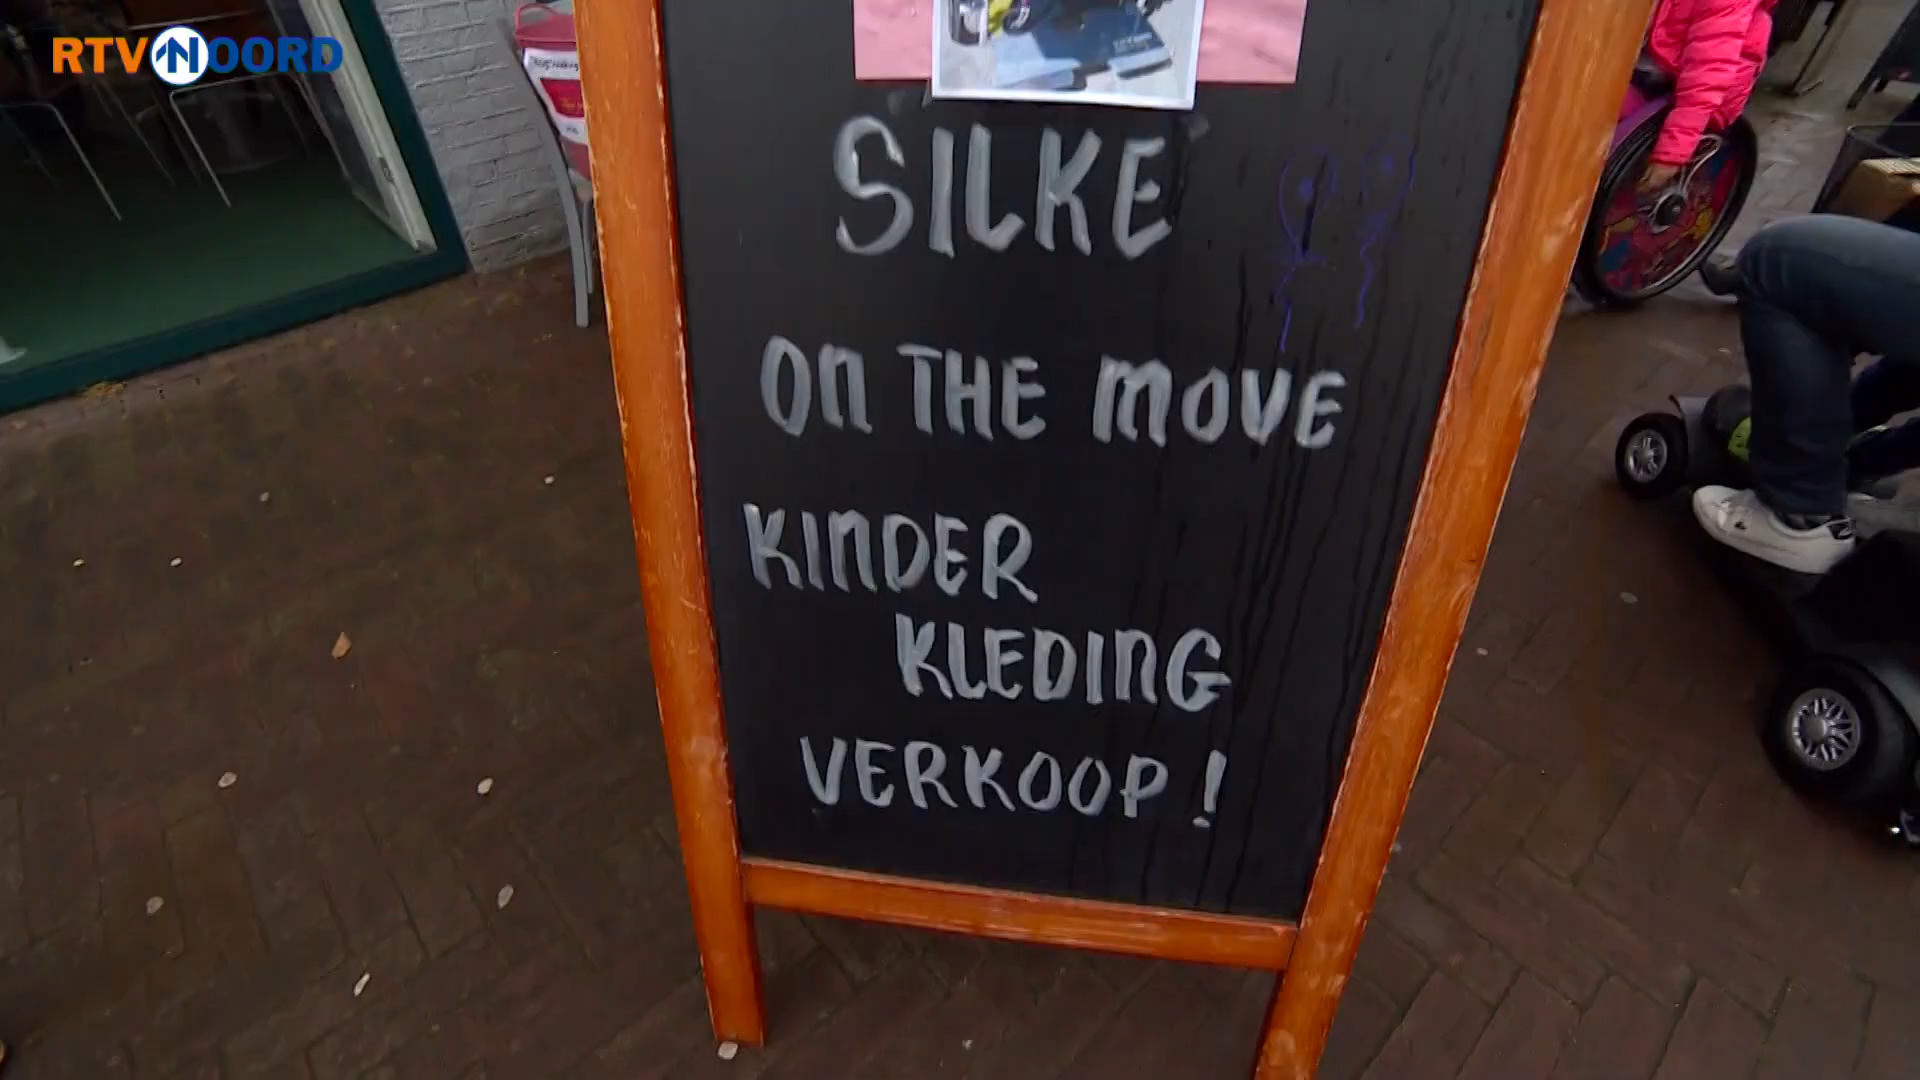 RTV NOORD
SILKE
ON THE MOVE
KINDER
KLEDING
VERKOOP!